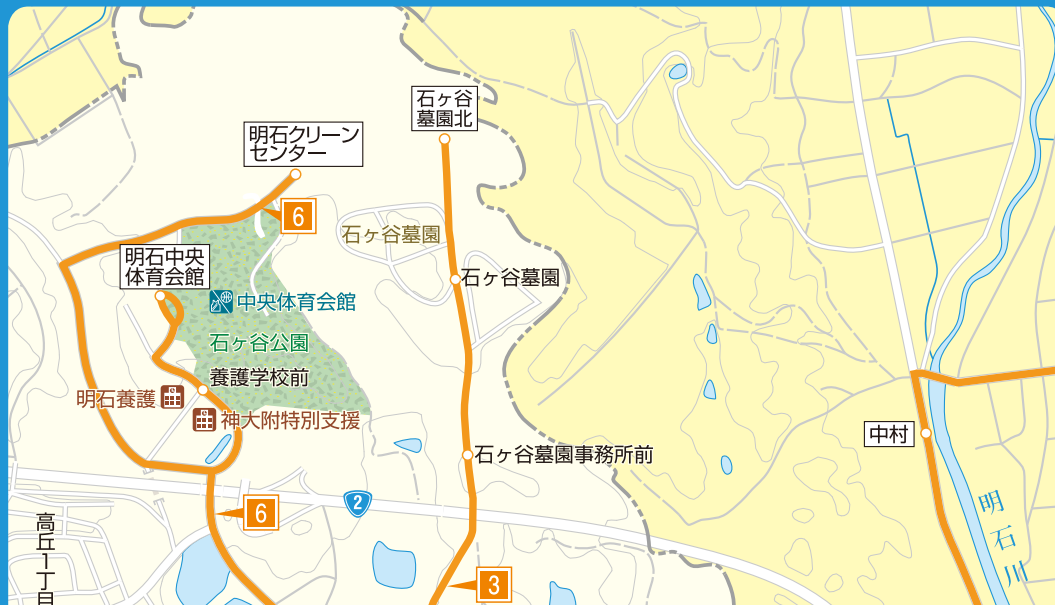 石ヶ谷
墓園北
明石クリーン
センター
6
石ヶ谷墓園
明石中央
体育会館
石ヶ谷墓園
中央体育会館
石ヶ谷公園
養護学校前
明石養護
神大附特別支援
中村
石ヶ谷墓園事務所前
2
6
明石川
高丘1丁目
3